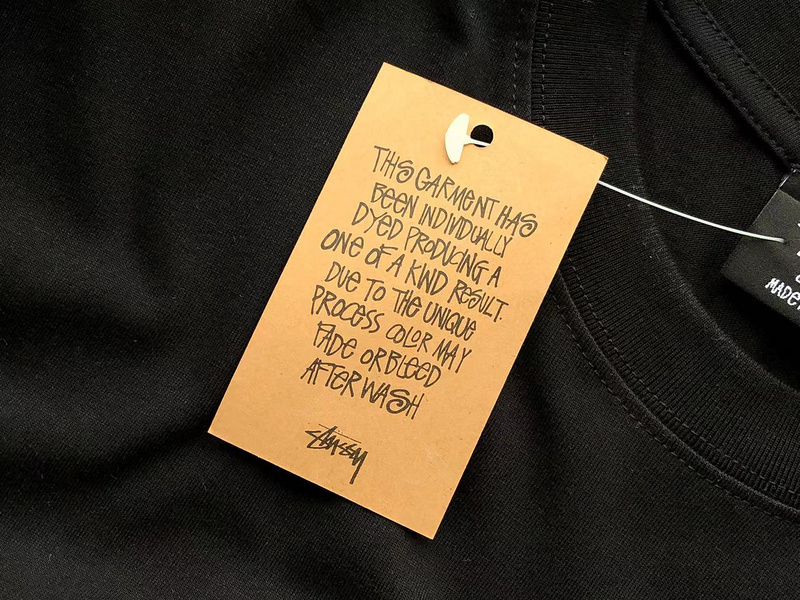 THIS GARMENT HAS
BEEN INDIVIDUALLY
DYED PRODUCING A
ONE OF A KIND RESULT.
DUE TO THE UNIQUE
PROCESS COLOR MAY
FADE OR BLEED
AFTER WASH
Stüssy
MADE